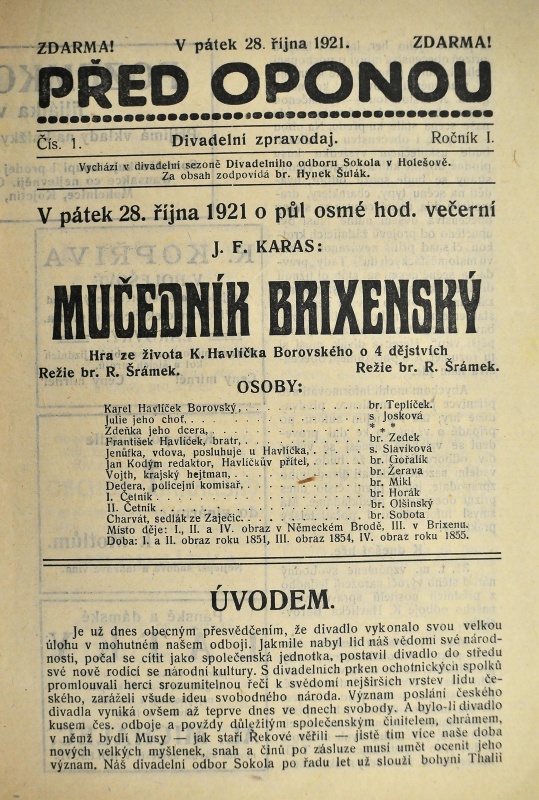 ZDARMA! V pátek 28. října 1921. ZDARMA!
PŘED OPONOU
Čís. 1. Divadelní zpravodaj. Ročník I.
Vychází v divadelní sezoně Divadelního odboru Sokola v Holešově.
Za obsah zodpovídá br. Hynek Šulák.
V pátek 28. října 1921 o půl osmé hod. večerní
J. F. KARAS:
MUČEDNÍK BRIXENSKÝ
Hra ze života K. Havlíčka Borovského o 4 dějstvích
Režie br. R. Šrámek. Režie br. R. Šrámek.
OSOBY:
Karel Havlíček Borovský, br. Teplíček.
Julie jeho choť, s Josková
Zdeňka jeho dcera, * * *
František Havlíček, bratr, br. Zedek
Jenůfka, vdova, posluhuje u Havlíčka, s. Slavíková
Jan Kodým redaktor, Havlíčkův přítel, br. Gořalík
Vojth, krajský hejtman, br. Žerava
Dedera, policejní komisař, br. Mikl
I. Četník br. Horák
II. Četník br. Olšinský
Charvát, sedlák ze Zaječic. br. Sobota
Místo děje: I., II. a IV. obraz v Německém Brodě, III. v Brixenu.
Doba: I. a II. obraz roku 1851, III. obraz 1854, IV. obraz roku 1855.
ÚVODEM.
Je už dnes obecným přesvědčením, že divadlo vykonalo svou velkou
úlohu v mohutném našem odboji. Jakmile nabyl lid náš vědomí své národ-
nosti, počal se cítit jako společenská jednotka, postavil divadlo do středu
své nově rodící se národní kultury. S divadelních prken ochotnických spolků
promlouvali herci srozumitelnou řečí k svědomí nejširších vrstev lidu če-
ského, zaráželi všude ideu svobodného národa. Význam poslání českého
divadla vyniká ovšem až teprve dnes ve dnech svobody. A bylo-li divadlo
kusem čes. odboje a povždy důležitým společenským činitelem, chrámem,
v němž bydlí Musy — jak staří Řekové věřili — jistě tím více naše doba
nových velkých myšlenek, snah a činů po zásluze musí umět ocenit jeho
význam. Náš divadelní odbor Sokola po řadu let už slouží bohyni Thalii